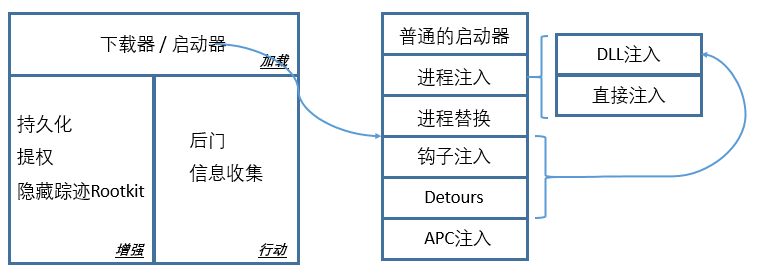 下载器 / 启动器
加载
持久化
提权
隐藏踪迹Rootkit
增强
后门
信息收集
行动
普通的启动器
进程注入
进程替换
钩子注入
Detours
APC注入
DLL注入
直接注入